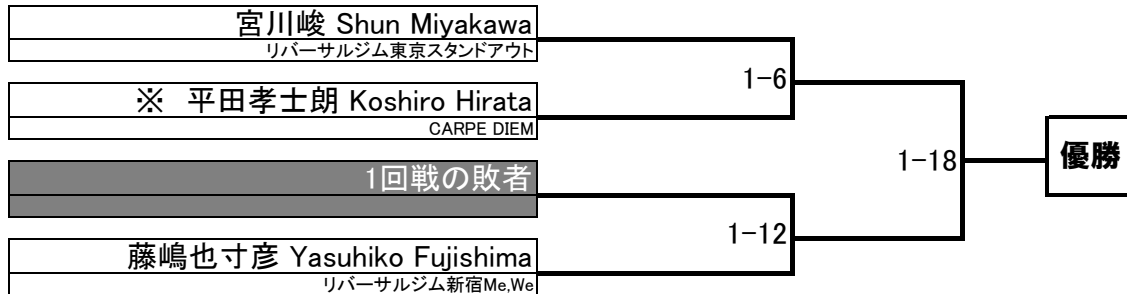 宮川峻 Shun Miyakawa
リバーサルジム東京スタンドアウト
1-6
※ 平田孝士朗 Koshiro Hirata
CARPE DIEM
1-18
優勝
1回戦の敗者
1-12
藤嶋也寸彦 Yasuhiko Fujishima
リバーサルジム新宿Me,We